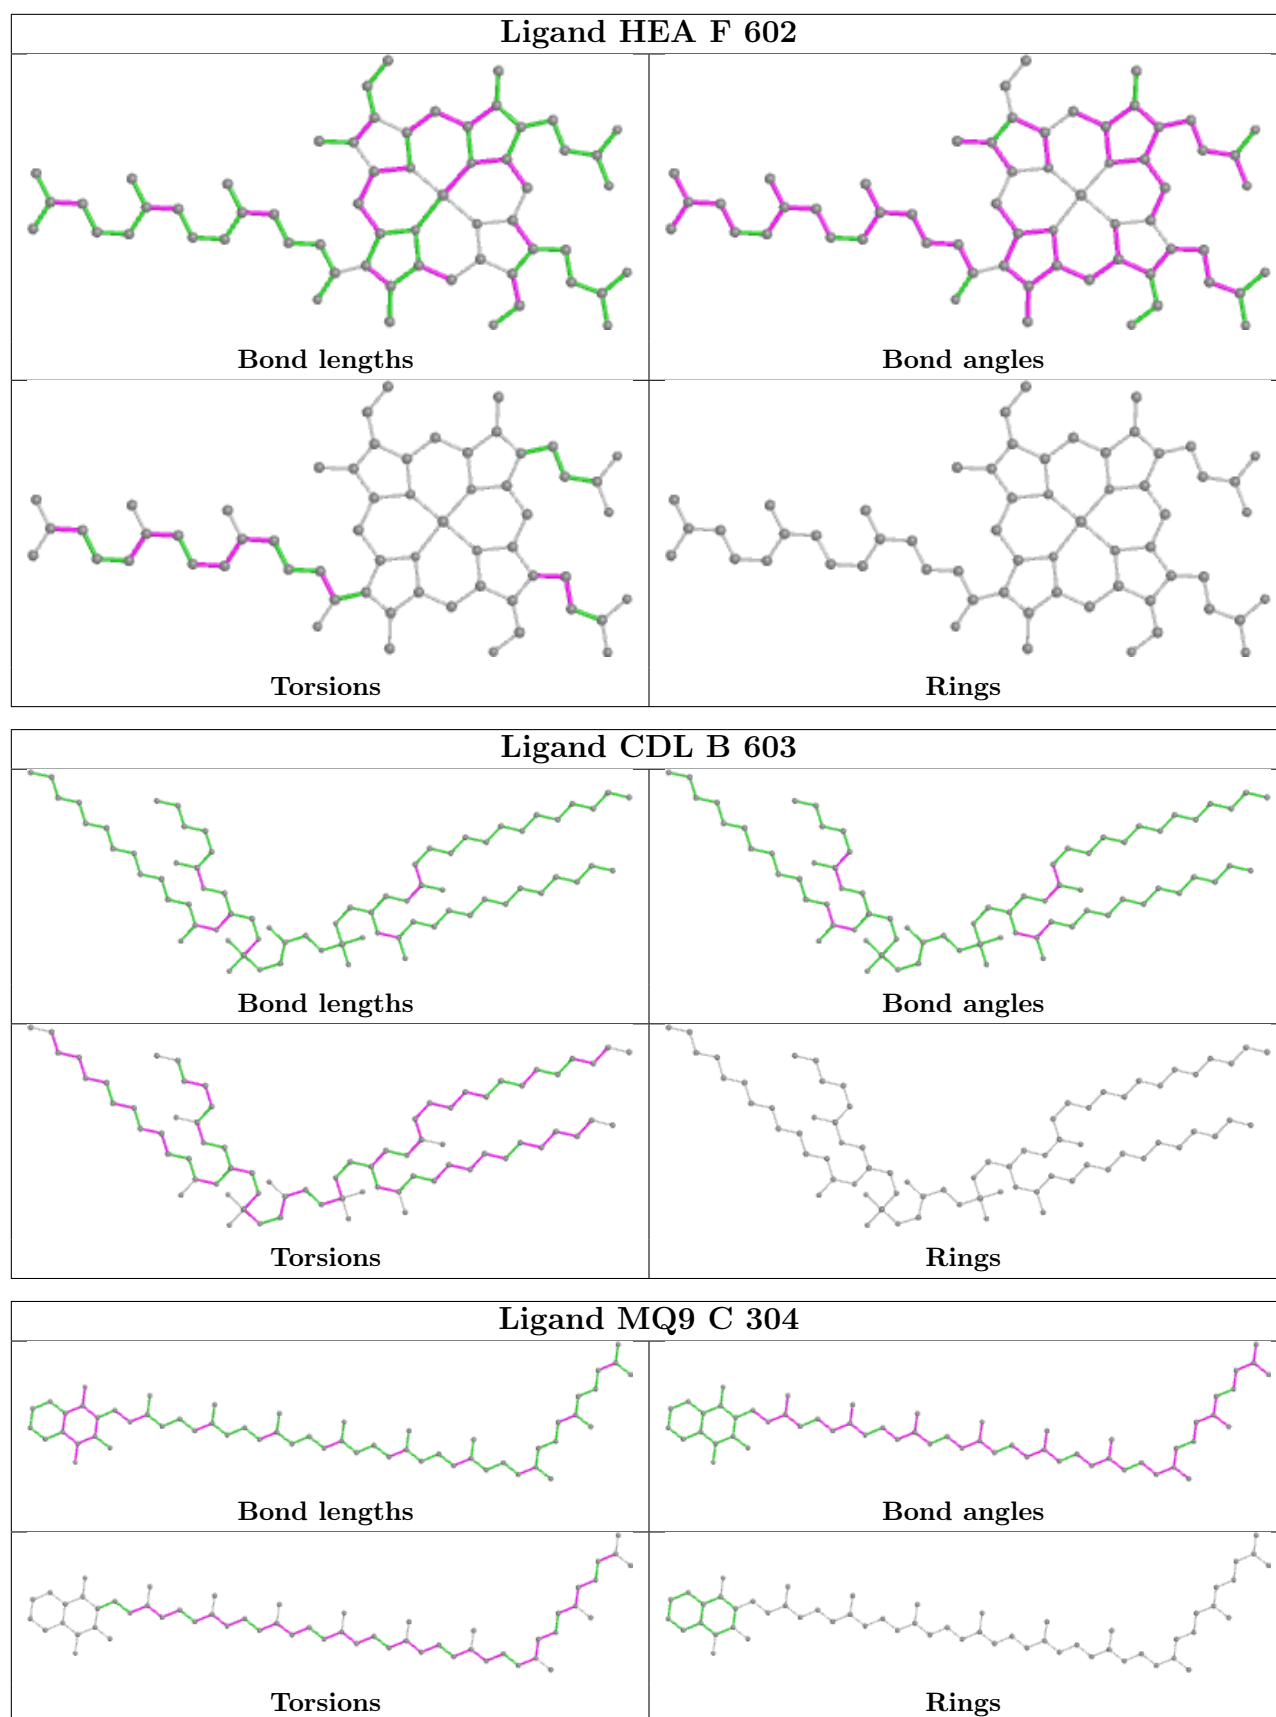 Ligand HEA F 602
Bond lengths
Bond angles
Torsions
Rings
Ligand CDL B 603
Bond lengths
Bond angles
Torsions
Rings
Ligand MQ9 C 304
Bond lengths
Bond angles
Torsions
Rings